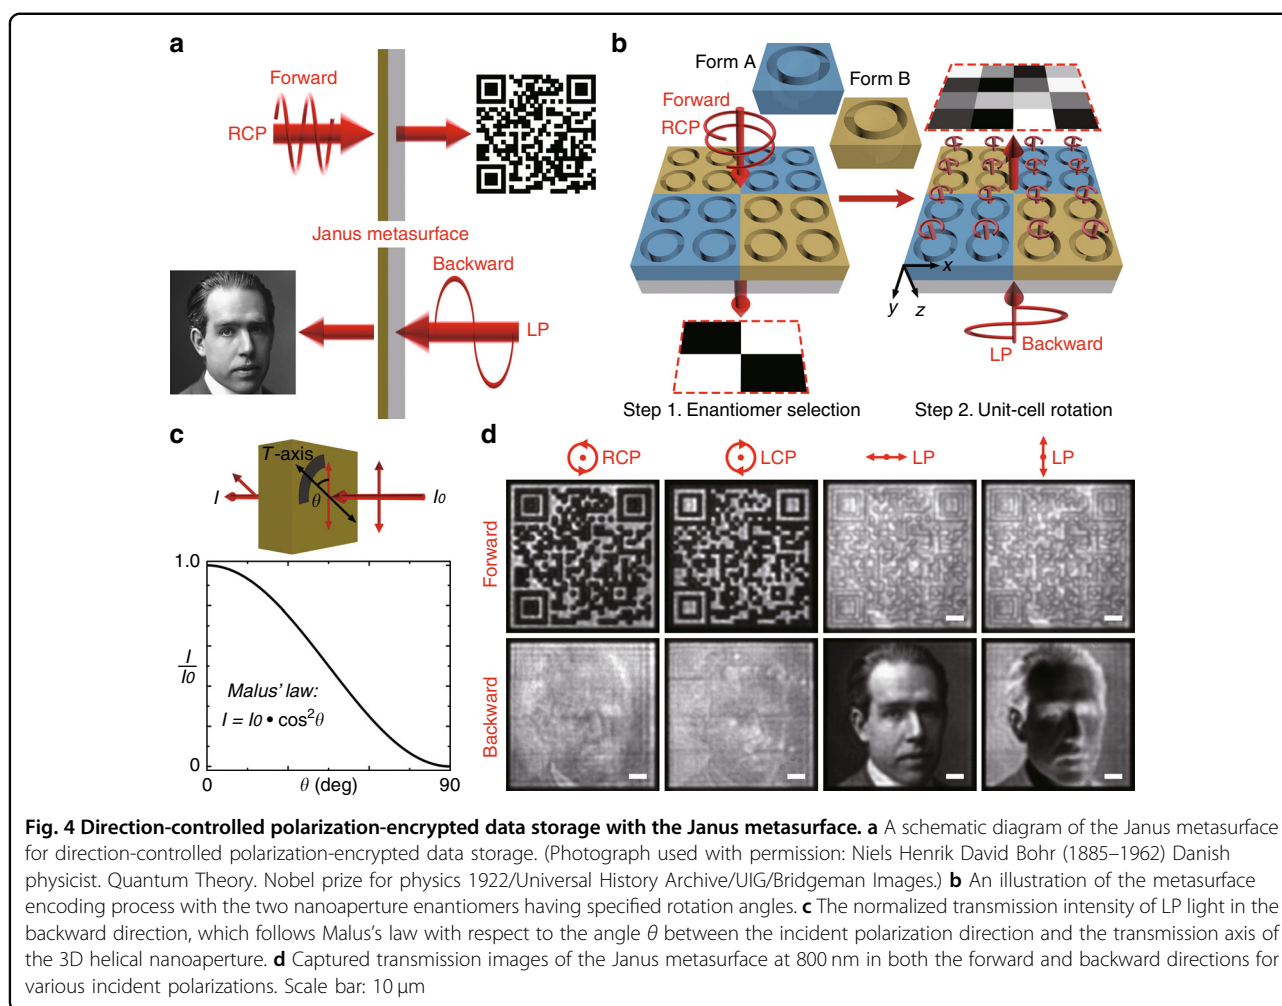 a
Forward
RCP
Janus metasurface
Backward
LP
b
Form A
Form B
Forward
RCP
x
y
z
LP
Backward
Step 1. Enantiomer selection
Step 2. Unit-cell rotation
c
T-axis
θ
I
I0
1.0
I
I0
Malus' law:
I = I0 • cos²θ
0
0
θ (deg)
90
d
RCP
LCP
LP
LP
Forward
Backward
Fig. 4 Direction-controlled polarization-encrypted data storage with the Janus metasurface. a A schematic diagram of the Janus metasurface
for direction-controlled polarization-encrypted data storage. (Photograph used with permission: Niels Henrik David Bohr (1885–1962) Danish
physicist. Quantum Theory. Nobel prize for physics 1922/Universal History Archive/UIG/Bridgeman Images.) b An illustration of the metasurface
encoding process with the two nanoaperture enantiomers having specified rotation angles. c The normalized transmission intensity of LP light in the
backward direction, which follows Malus's law with respect to the angle θ between the incident polarization direction and the transmission axis of
the 3D helical nanoaperture. d Captured transmission images of the Janus metasurface at 800 nm in both the forward and backward directions for
various incident polarizations. Scale bar: 10 μm